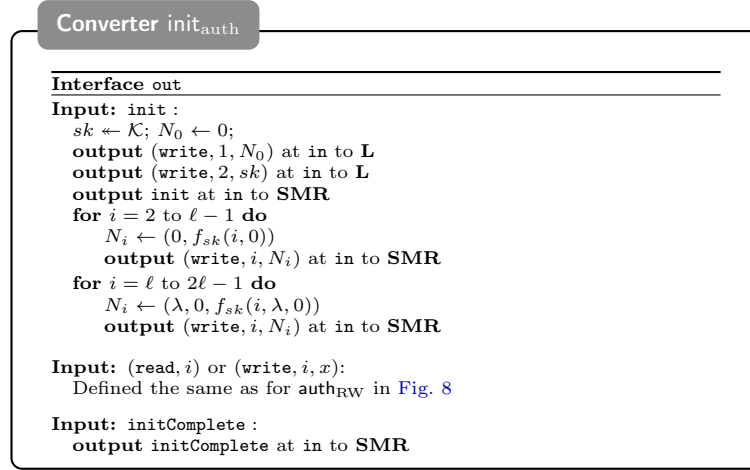 Converter init_auth
Interface out
Input: init :
sk ↞ 𝒦; N_0 ← 0;
output (write, 1, N_0) at in to L
output (write, 2, sk) at in to L
output init at in to SMR
for i = 2 to ℓ − 1 do
N_i ← (0, f_sk(i, 0))
output (write, i, N_i) at in to SMR
for i = ℓ to 2ℓ − 1 do
N_i ← (λ, 0, f_sk(i, λ, 0))
output (write, i, N_i) at in to SMR
Input: (read, i) or (write, i, x):
Defined the same as for auth_RW in Fig. 8
Input: initComplete :
output initComplete at in to SMR